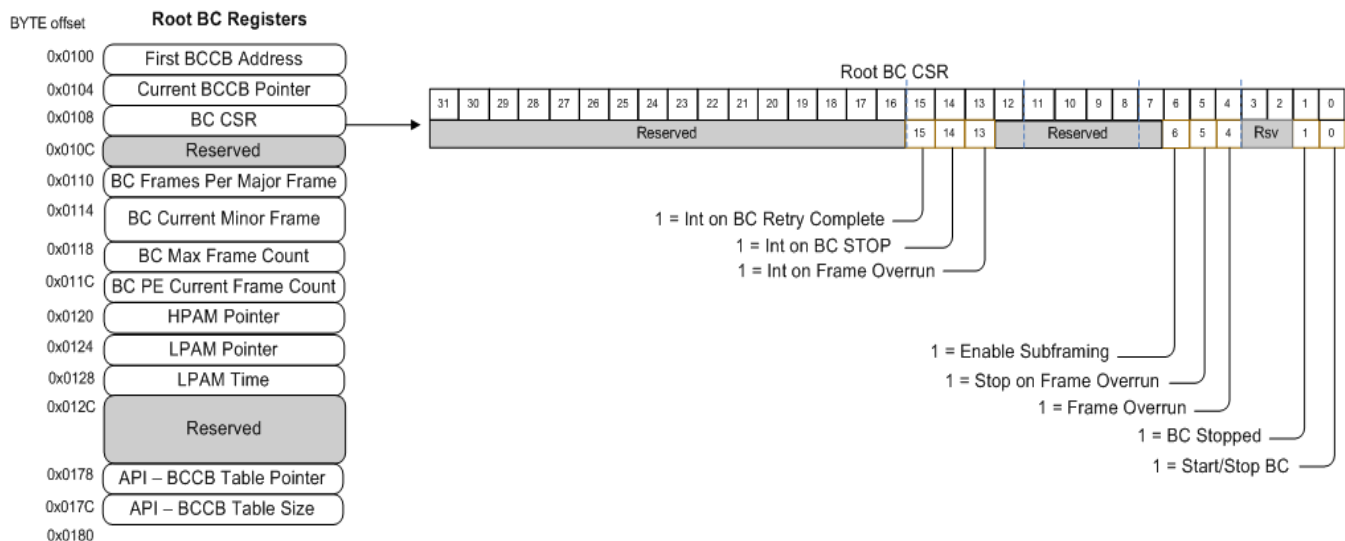 BYTE offset
Root BC Registers
0x0100
First BCCB Address
0x0104
Current BCCB Pointer
0x0108
BC CSR
0x010C
Reserved
0x0110
BC Frames Per Major Frame
0x0114
BC Current Minor Frame
0x0118
BC Max Frame Count
0x011C
BC PE Current Frame Count
0x0120
HPAM Pointer
0x0124
LPAM Pointer
0x0128
LPAM Time
0x012C
Reserved
0x0178
API – BCCB Table Pointer
0x017C
API – BCCB Table Size
0x0180
Root BC CSR
31 30 29 28 27 26 25 24 23 22 21 20 19 18 17 16 15 14 13 12 11 10 9 8 7 6 5 4 3 2 1 0
Reserved 15 14 13 Reserved 6 5 4 Rsv 1 0
1 = Int on BC Retry Complete
1 = Int on BC STOP
1 = Int on Frame Overrun
1 = Enable Subframing
1 = Stop on Frame Overrun
1 = Frame Overrun
1 = BC Stopped
1 = Start/Stop BC